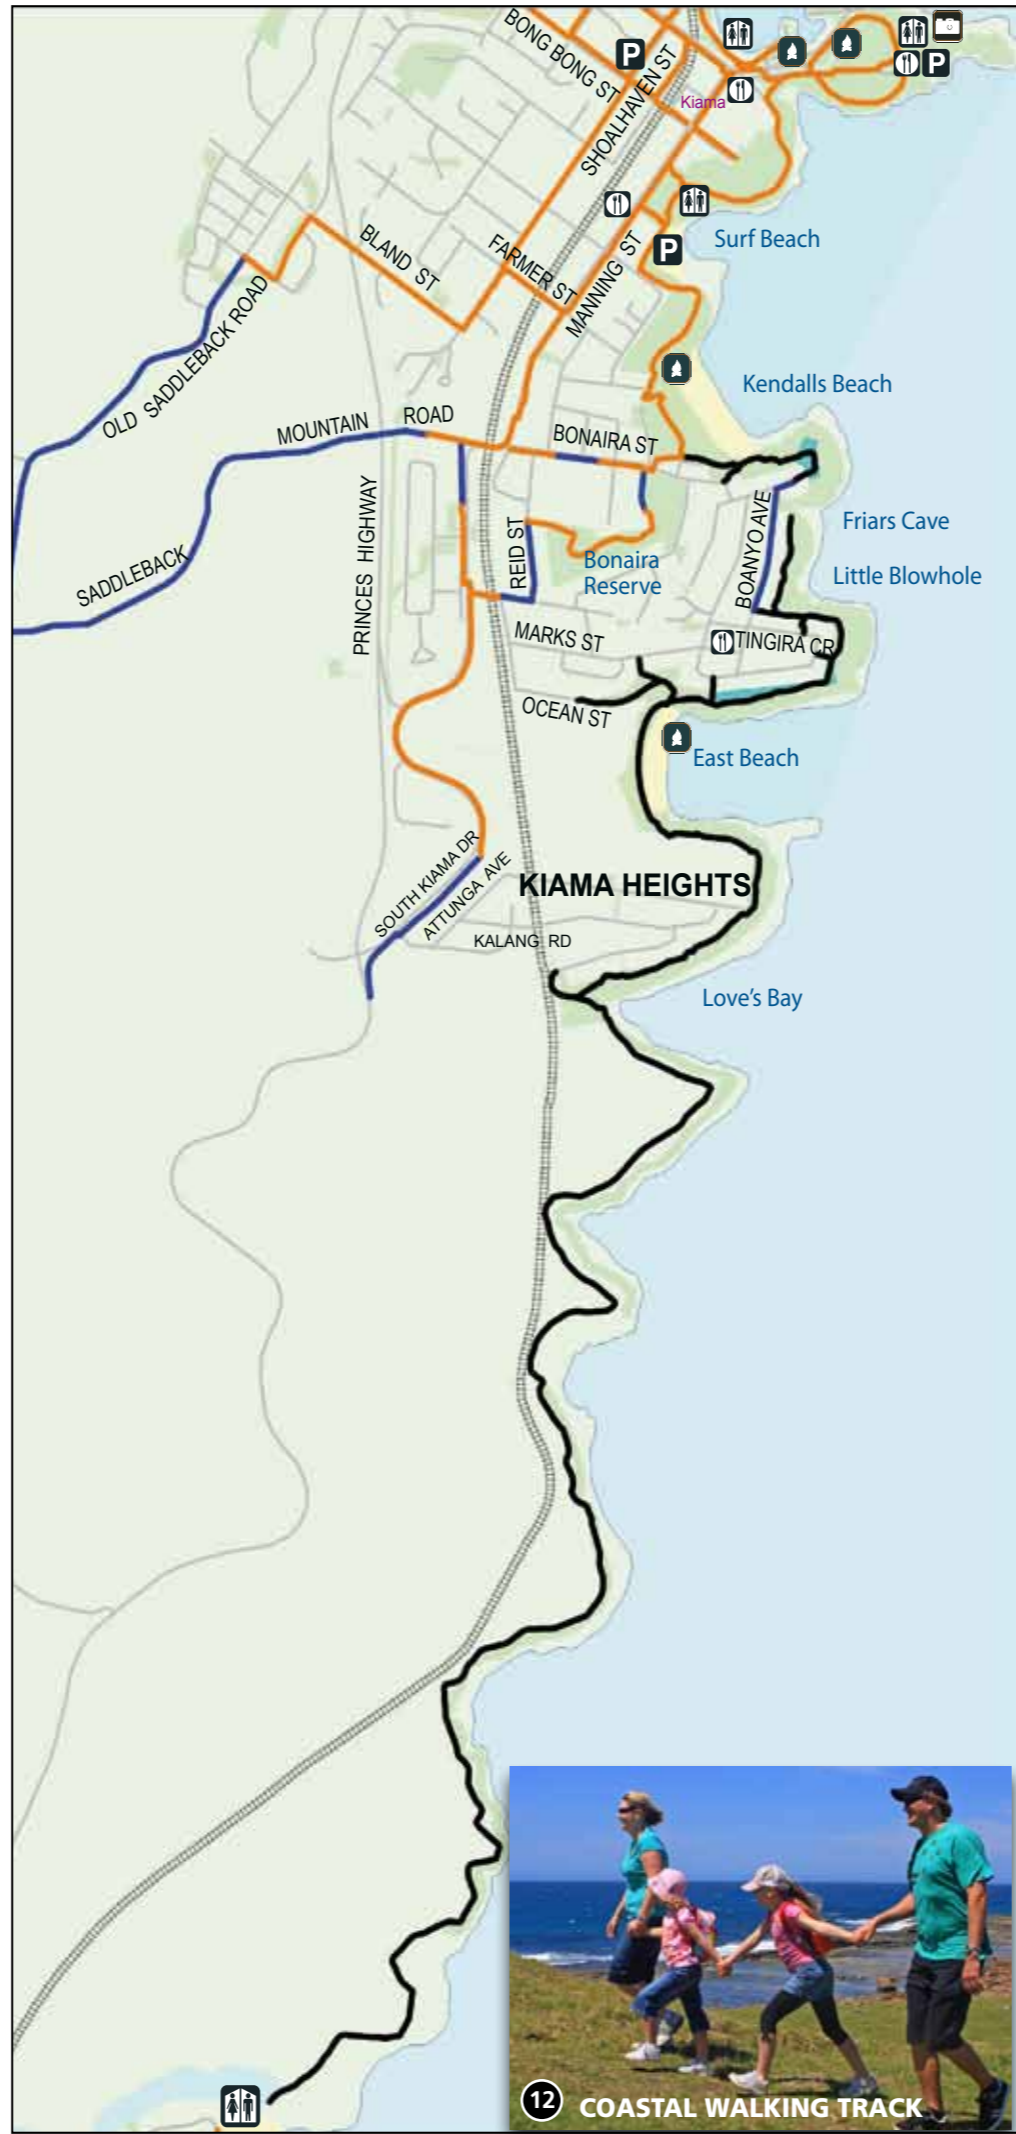 BONG BONG ST
P
SHOALHAVEN ST
P
Kiama
Surf Beach
P
BLAND ST
FARMER ST
MANNING ST
OLD SADDLEBACK ROAD
Kendalls Beach
MOUNTAIN ROAD
BONAIRA ST
PRINCES HIGHWAY
SADDLEBACK
REID ST
Bonaira
Reserve
BOANYO AVE
Friars Cave
Little Blowhole
MARKS ST
TINGIRA CR
OCEAN ST
East Beach
SOUTH KIAMA DR
ATTUNGA AVE
KIAMA HEIGHTS
KALANG RD
Love's Bay
12 COASTAL WALKING TRACK